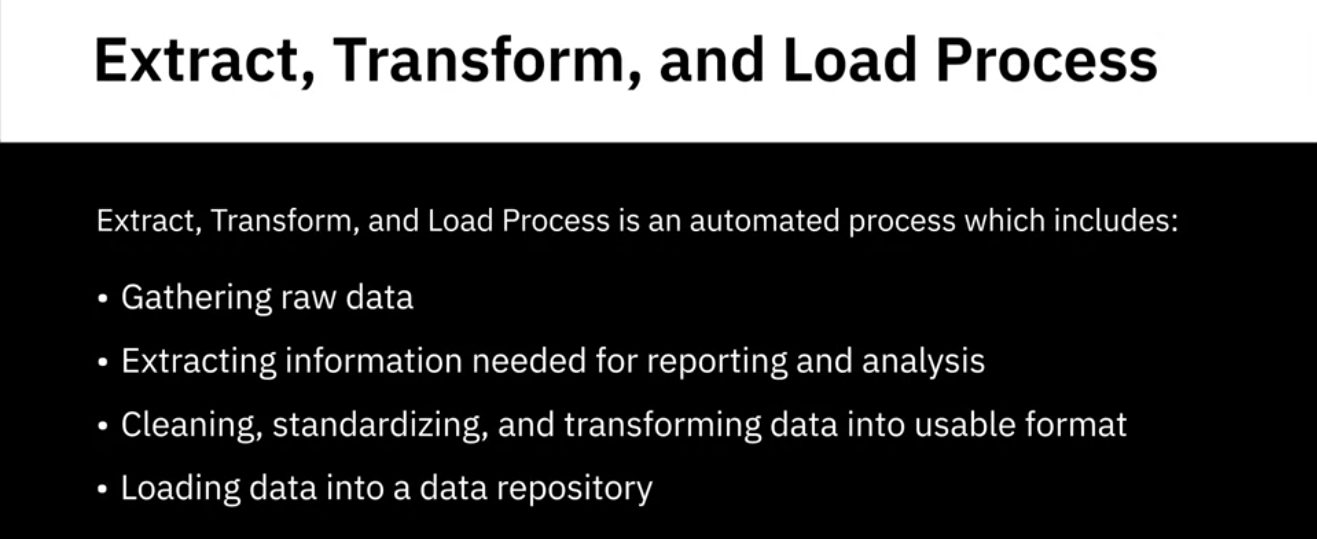 Extract, Transform, and Load Process
Extract, Transform, and Load Process is an automated process which includes:
• Gathering raw data
• Extracting information needed for reporting and analysis
• Cleaning, standardizing, and transforming data into usable format
• Loading data into a data repository